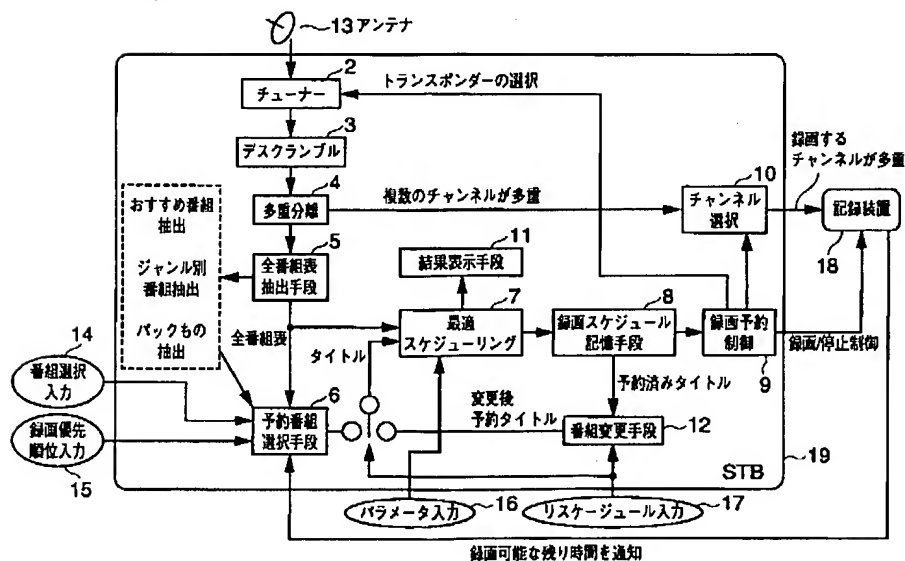 13 アンテナ
2
チューナー
トランスポンダーの選択
3
デスクランブル
4
多重分離
複数のチャンネルが多重
10
チャンネル
選択
録画する
チャンネルが多重
記録装置
18
おすすめ番組
抽出
ジャンル別
番組抽出
パックもの
抽出
5
全番組表
抽出手段
11
結果表示手段
全番組表
タイトル
7
最適
スケジューリング
8
録画スケジュール
記憶手段
録画予約
制御
9
録画/停止制御
14
番組選択
入力
録画優先
順位入力
15
6
予約番組
選択手段
変更後
予約タイトル
予約済みタイトル
番組変更手段
12
STB
19
パラメータ入力
16
リスケージュール入力
17
録画可能な残り時間を通知